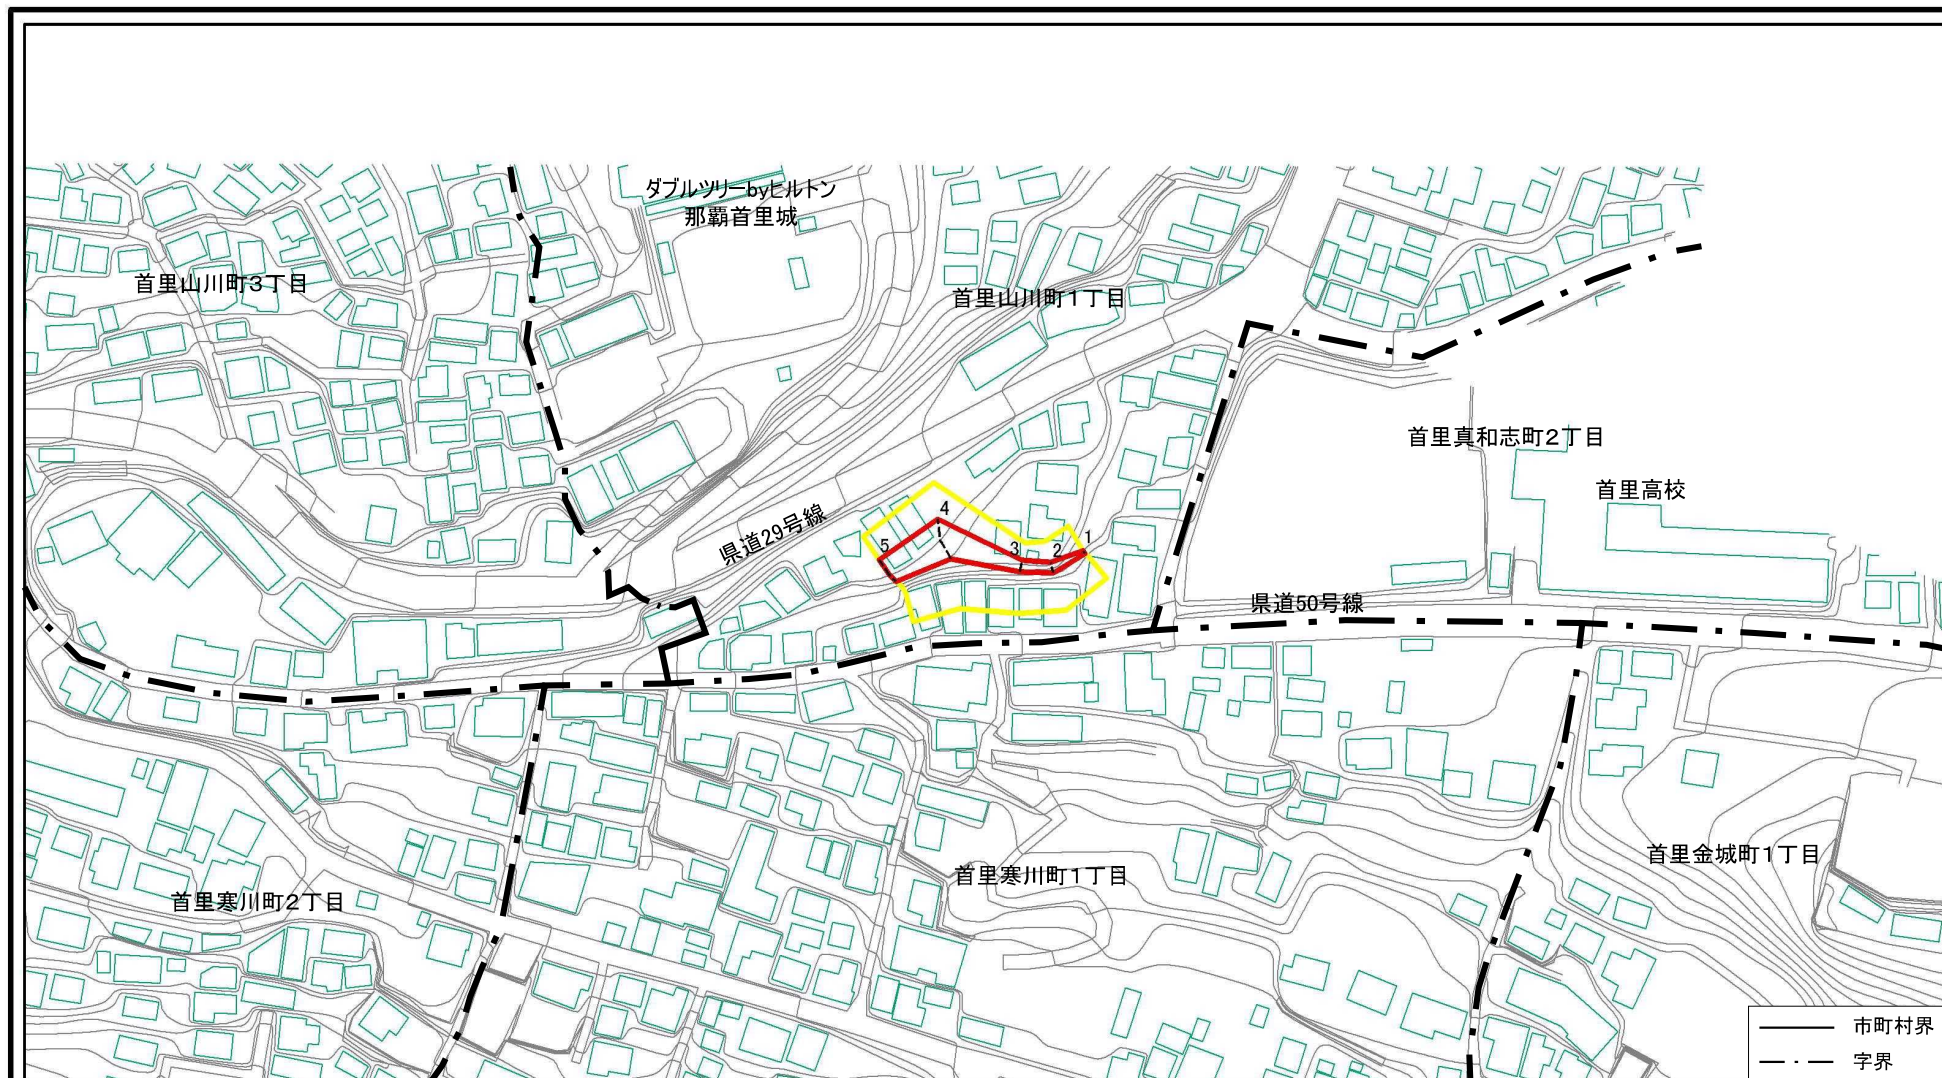 ダブルツリーbyヒルトン
那覇首里城
首里山川町3丁目
首里山川町1丁目
首里真和志町2丁目
首里高校
県道29号線
4
5
3
2
1
県道50号線
首里金城町1丁目
首里寒川町1丁目
首里寒川町2丁目
市町村界
字界